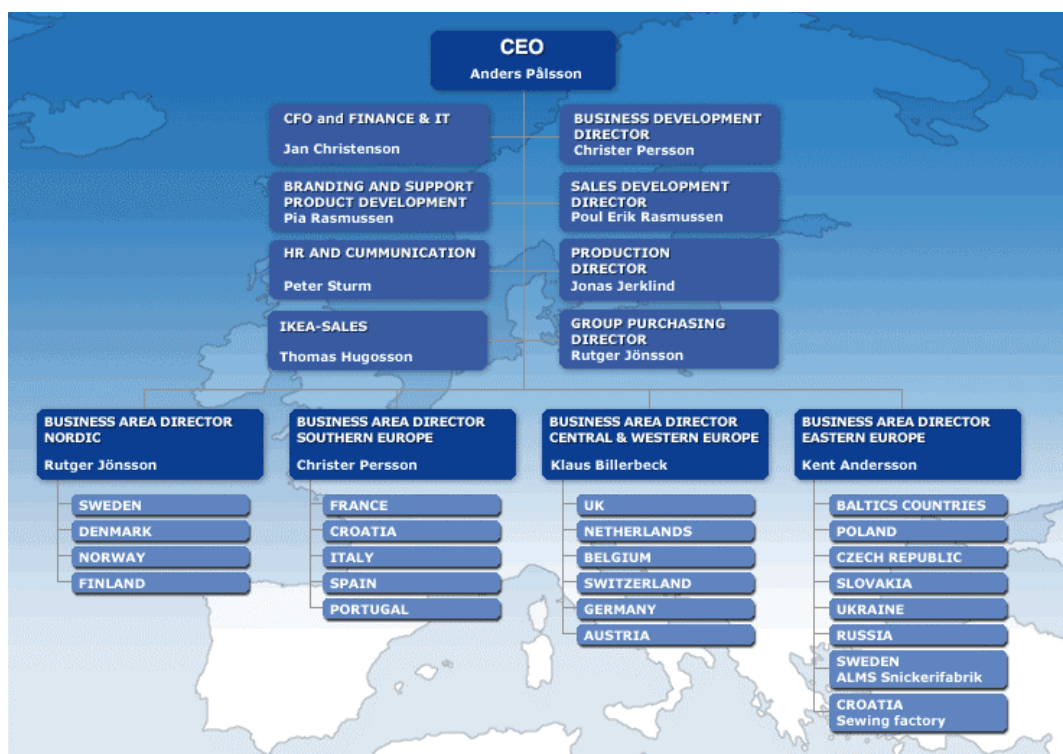 CEO
Anders Pålsson
CFO and FINANCE & IT
Jan Christenson
BUSINESS DEVELOPMENT
DIRECTOR
Christer Persson
BRANDING AND SUPPORT
PRODUCT DEVELOPMENT
Pia Rasmussen
SALES DEVELOPMENT
DIRECTOR
Poul Erik Rasmussen
HR AND CUMMUNICATION
Peter Sturm
PRODUCTION
DIRECTOR
Jonas Jerklind
IKEA-SALES
Thomas Hugosson
GROUP PURCHASING
DIRECTOR
Rutger Jönsson
BUSINESS AREA DIRECTOR
NORDIC
Rutger Jönsson
SWEDEN
DENMARK
NORWAY
FINLAND
BUSINESS AREA DIRECTOR
SOUTHERN EUROPE
Christer Persson
FRANCE
CROATIA
ITALY
SPAIN
PORTUGAL
BUSINESS AREA DIRECTOR
CENTRAL & WESTERN EUROPE
Klaus Billerbeck
UK
NETHERLANDS
BELGIUM
SWITZERLAND
GERMANY
AUSTRIA
BUSINESS AREA DIRECTOR
EASTERN EUROPE
Kent Andersson
BALTICS COUNTRIES
POLAND
CZECH REPUBLIC
SLOVAKIA
UKRAINE
RUSSIA
SWEDEN
ALMS Snickerifabrik
CROATIA
Sewing factory